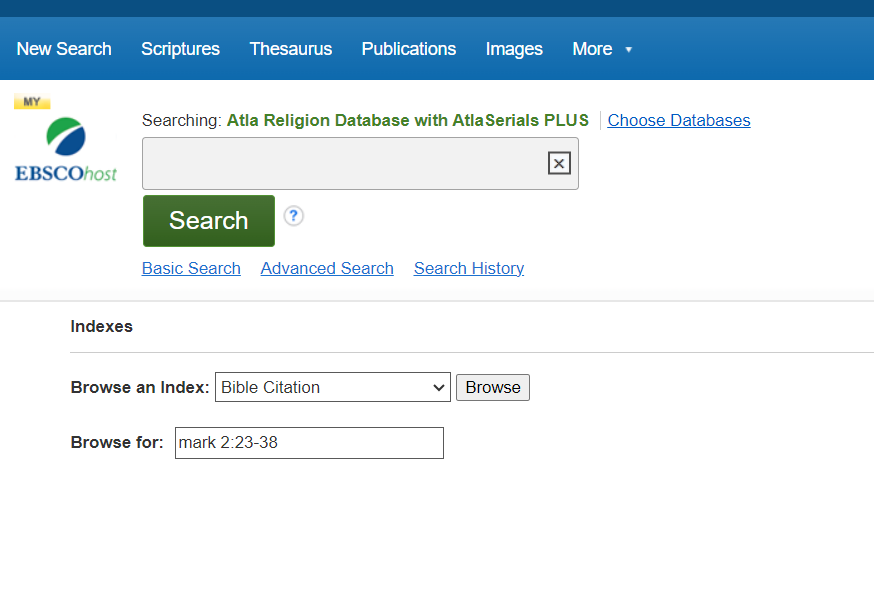 New Search Scriptures Thesaurus Publications Images More
MY
EBSCOhost
Searching: Atla Religion Database with AtlaSerials PLUS Choose Databases
Search ?
Basic Search Advanced Search Search History
Indexes
Browse an Index: Bible Citation Browse
Browse for: mark 2:23-38